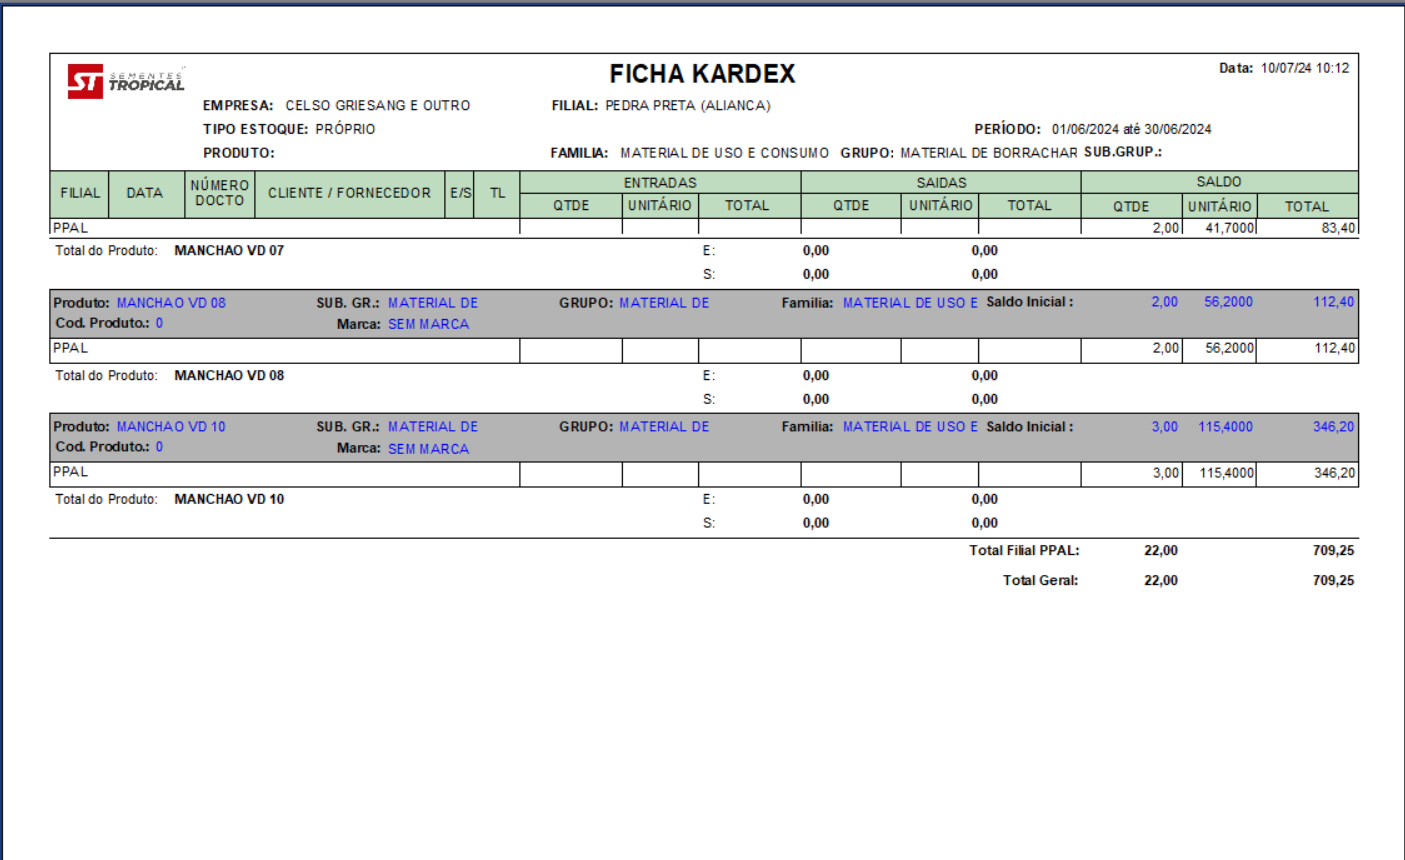 ST SEMENTES TROPICAL
FICHA KARDEX
Data: 10/07/24 10:12
EMPRESA: CELSO GRIESANG E OUTRO FILIAL: PEDRA PRETA (ALIANCA)
TIPO ESTOQUE: PRÓPRIO PERÍODO: 01/06/2024 até 30/06/2024
PRODUTO: FAMILIA: MATERIAL DE USO E CONSUMO GRUPO: MATERIAL DE BORRACHAR SUB.GRUP.:
FILIAL DATA NÚMERO DOCTO CLIENTE / FORNECEDOR E/S TL ENTRADAS SAIDAS SALDO
QTDE UNITÁRIO TOTAL QTDE UNITÁRIO TOTAL QTDE UNITÁRIO TOTAL
PPAL 2,00 41,7000 83,40
Total do Produto: MANCHAO VD 07 E: 0,00 0,00
S: 0,00 0,00
Produto: MANCHAO VD 08 SUB. GR.: MATERIAL DE GRUPO: MATERIAL DE Familia: MATERIAL DE USO E Saldo Inicial : 2,00 56,2000 112,40
Cod. Produto.: 0 Marca: SEM MARCA
PPAL 2,00 56,2000 112,40
Total do Produto: MANCHAO VD 08 E: 0,00 0,00
S: 0,00 0,00
Produto: MANCHAO VD 10 SUB. GR.: MATERIAL DE GRUPO: MATERIAL DE Familia: MATERIAL DE USO E Saldo Inicial : 3,00 115,4000 346,20
Cod. Produto.: 0 Marca: SEM MARCA
PPAL 3,00 115,4000 346,20
Total do Produto: MANCHAO VD 10 E: 0,00 0,00
S: 0,00 0,00
Total Filial PPAL: 22,00 709,25
Total Geral: 22,00 709,25